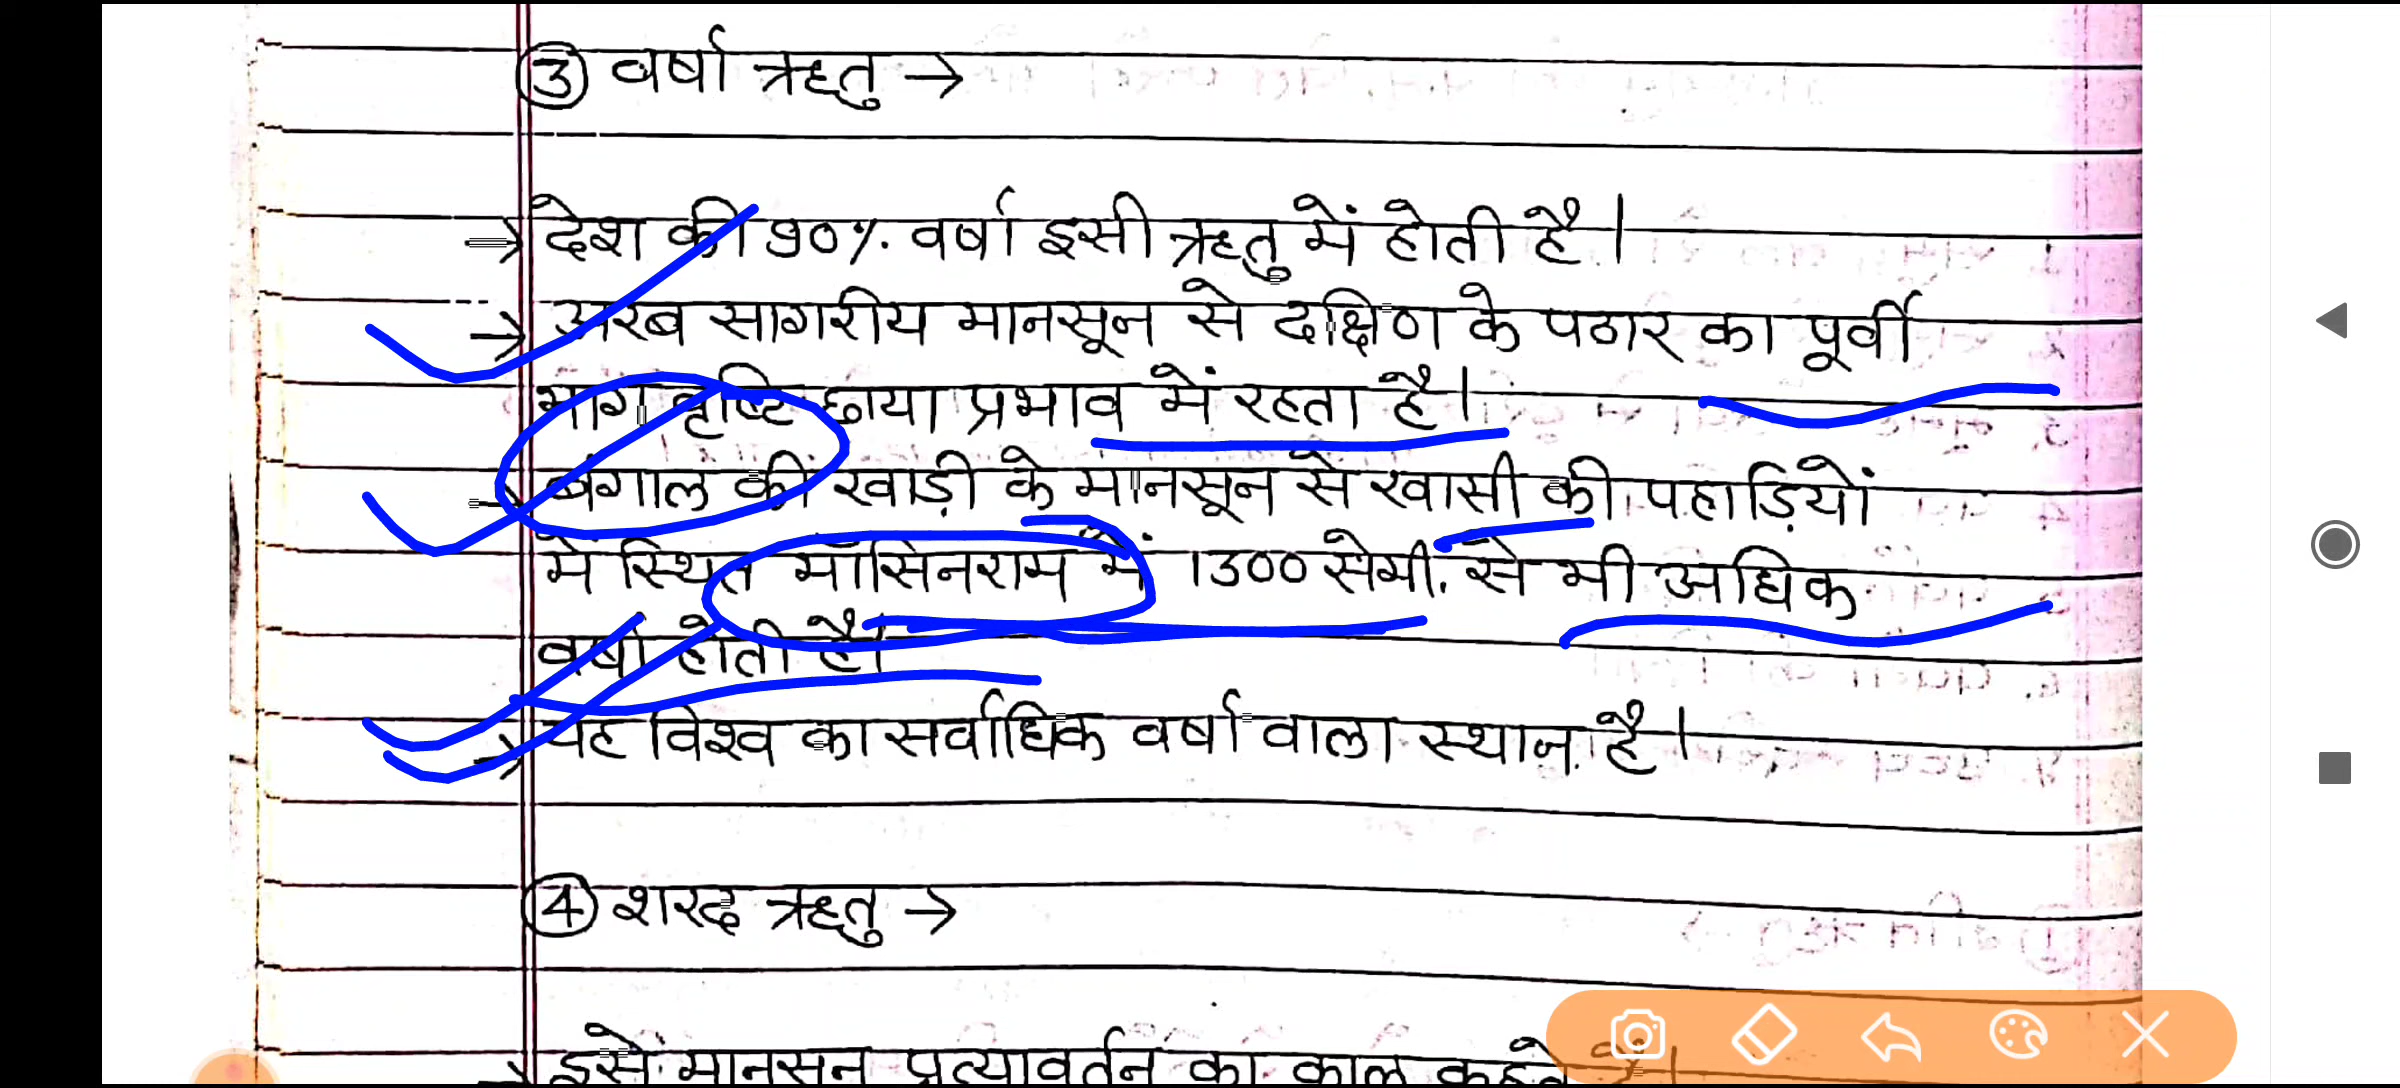 ③ वर्षा ऋतु →
→ देश की 90% वर्षा इसी ऋतु में होती है।
→ अरब सागरीय मानसून से दक्षिण के पठार का पूर्वी
भाग वृष्टि छाया प्रभाव में रहता है।
→ बंगाल की खाड़ी के मानसून से खासी की पहाड़ियों
में स्थित मॉसिनराम में 1300 सेमी. से भी अधिक
वर्षा होती है।
→ यह विश्व का सर्वाधिक वर्षा वाला स्थान है।
④ शरद ऋतु →
→ इसे मानसून प्रत्यावर्तन का काल कहते हैं।